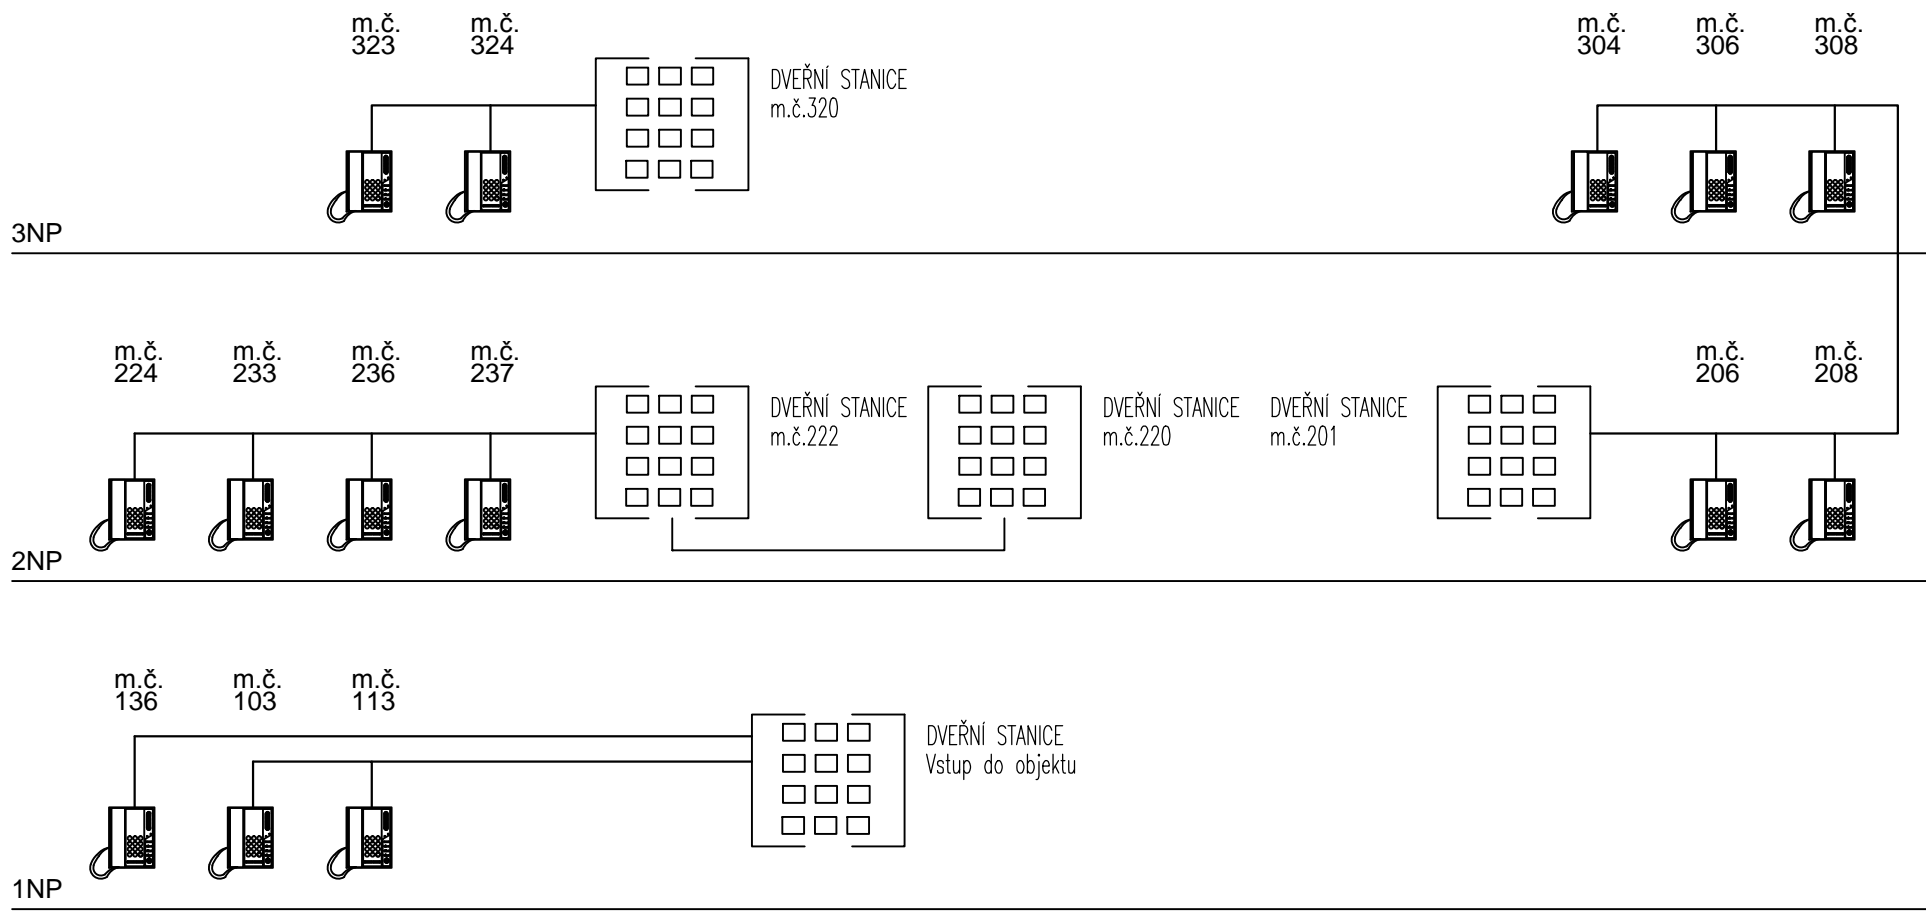 m.č.
323
m.č.
324
DVEŘNÍ STANICE
m.č.320
m.č.
304
m.č.
306
m.č.
308
3NP
m.č.
224
m.č.
233
m.č.
236
m.č.
237
DVEŘNÍ STANICE
m.č.222
DVEŘNÍ STANICE
m.č.220
DVEŘNÍ STANICE
m.č.201
m.č.
206
m.č.
208
2NP
m.č.
136
m.č.
103
m.č.
113
DVEŘNÍ STANICE
Vstup do objektu
1NP